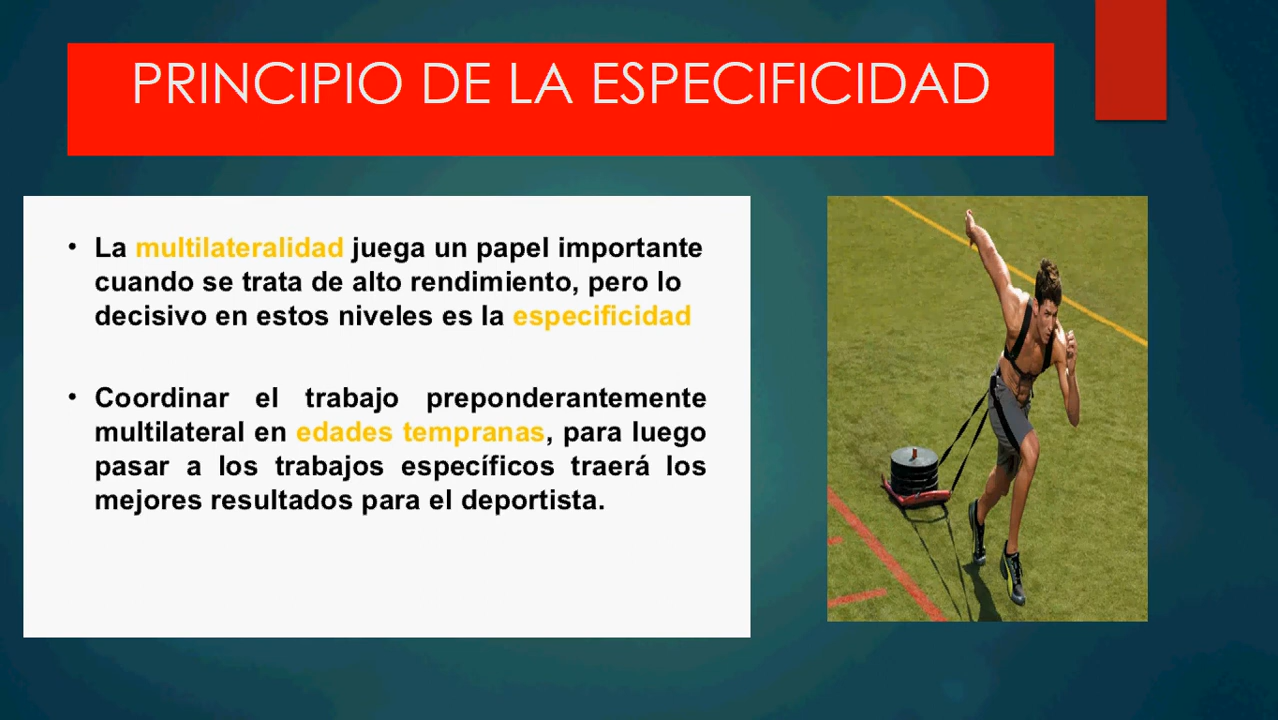 PRINCIPIO DE LA ESPECIFICIDAD
• La multilateralidad juega un papel importante
cuando se trata de alto rendimiento, pero lo
decisivo en estos niveles es la especificidad
• Coordinar el trabajo preponderantemente
multilateral en edades tempranas, para luego
pasar a los trabajos específicos traerá los
mejores resultados para el deportista.